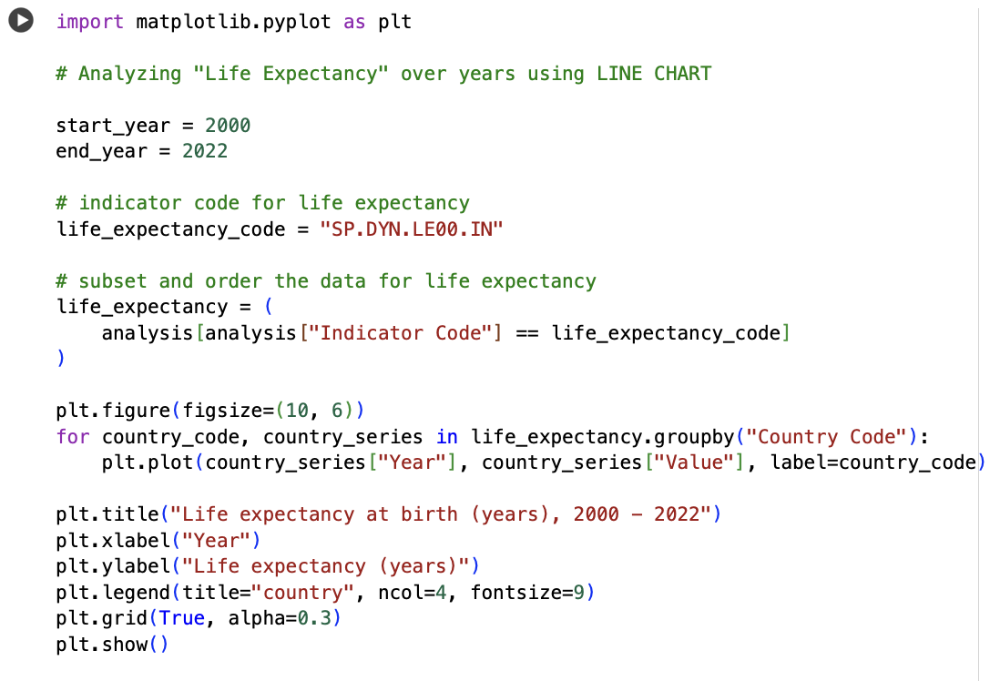 import matplotlib.pyplot as plt

# Analyzing "Life Expectancy" over years using LINE CHART

start_year = 2000
end_year = 2022

# indicator code for life expectancy
life_expectancy_code = "SP.DYN.LE00.IN"

# subset and order the data for life expectancy
life_expectancy = (
    analysis[analysis["Indicator Code"] == life_expectancy_code]
)

plt.figure(figsize=(10, 6))
for country_code, country_series in life_expectancy.groupby("Country Code"):
    plt.plot(country_series["Year"], country_series["Value"], label=country_code)

plt.title("Life expectancy at birth (years), 2000 – 2022")
plt.xlabel("Year")
plt.ylabel("Life expectancy (years)")
plt.legend(title="country", ncol=4, fontsize=9)
plt.grid(True, alpha=0.3)
plt.show()